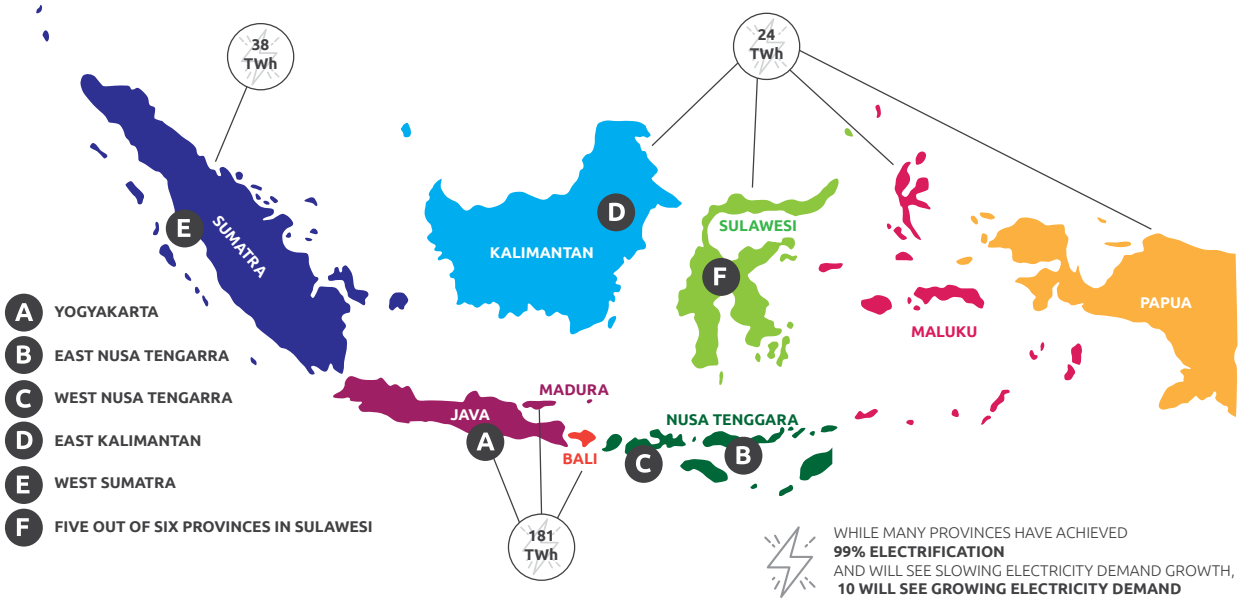 38
TWh
24
TWh
E
SUMATRA
D
KALIMANTAN
SULAWESI
F
PAPUA
MALUKU
A YOGYAKARTA
B EAST NUSA TENGARRA
C WEST NUSA TENGARRA
D EAST KALIMANTAN
E WEST SUMATRA
F FIVE OUT OF SIX PROVINCES IN SULAWESI
MADURA
JAVA
A
BALI
NUSA TENGGARA
C
B
181
TWh
WHILE MANY PROVINCES HAVE ACHIEVED
99% ELECTRIFICATION
AND WILL SEE SLOWING ELECTRICITY DEMAND GROWTH,
10 WILL SEE GROWING ELECTRICITY DEMAND